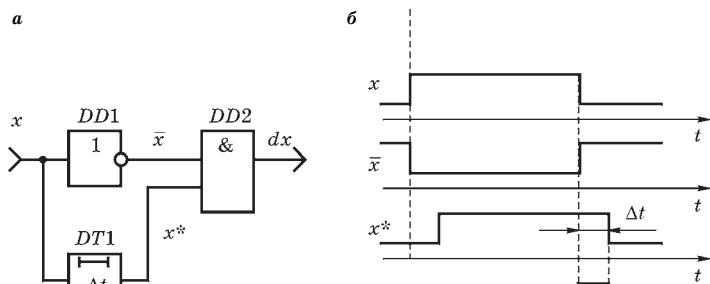 а
б
x
DD1
1
x̄
DD2
&
dx
DT1
Δt
x*
x
t
x̄
t
x*
Δt
t